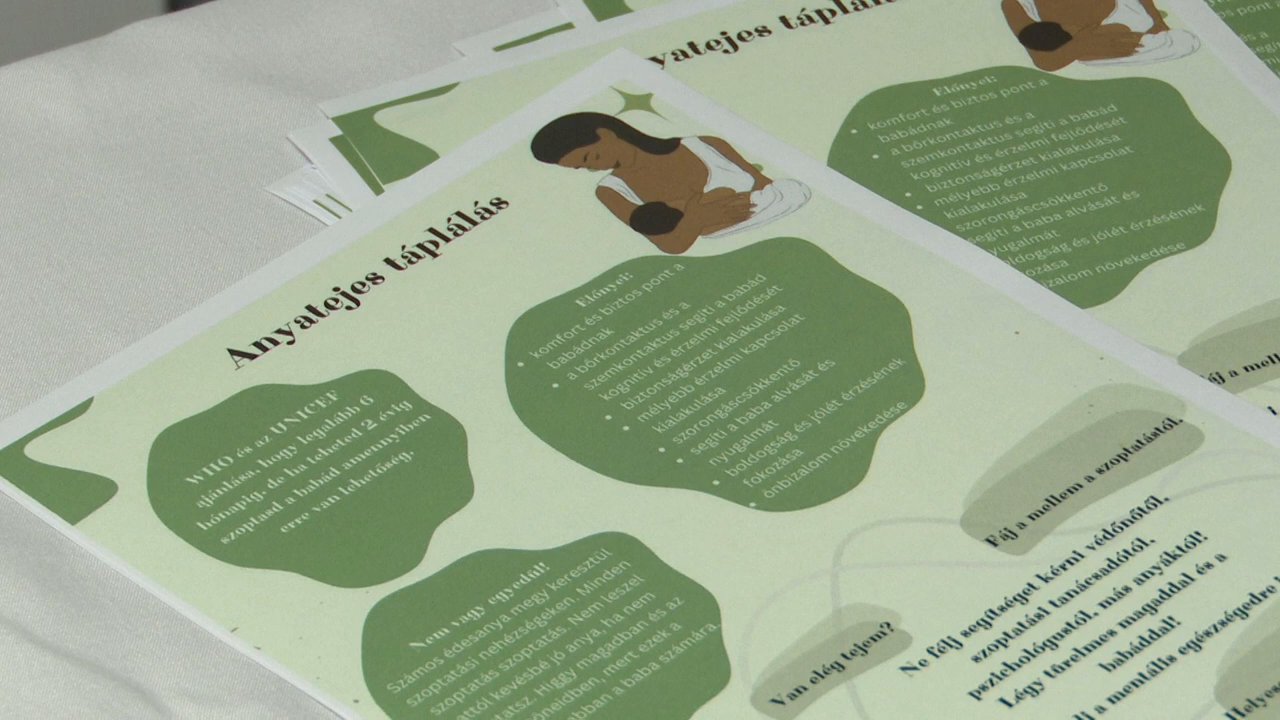 Anyatejes táplálás
WHO és az UNICEF
ajánlása, hogy legalább 6
hónapig, de ha teheted 2 évig
szoptasd a babád amennyiben
erre van lehetőség.
Előnyei:
komfort és biztos pont a
babádnak
a bőrkontaktus és a
szemkontaktus segíti a babád
kognitív és érzelmi fejlődését
biztonságérzet kialakulása
mélyebb érzelmi kapcsolat
kialakulása
szorongáscsökkentő
segíti a baba alvását és
nyugalmát
boldogság és jólét érzésének
fokozása
önbizalom növekedése
Nem vagy egyedül!
Számos édesanya megy keresztül
szoptatási nehézségeken. Minden
szoptatás szoptatás. Nem leszel
attól kevésbé jó anya, ha nem
Higgy magadban és az
mert ezek a
a baba számára.
Fáj a mellem a szoptatástól.
Van elég tejem?
Ne félj segítséget kérni védőnőtől,
szoptatási tanácsadótól,
pszichológustól, más anyáktól!
Légy türelmes magaddal és a
babáddal!
a mentális egészségedre
yatejes táplálá
Előnyei:
komfort és biztos pont a
babádnak
a bőrkontaktus és a
szemkontaktus segíti a babád
kognitív és érzelmi fejlődését
biztonságérzet kialakulása
mélyebb érzelmi kapcsolat
kialakulása
szorongáscsökkentő
segíti a baba alvását és
nyugalmát
boldogság és jólét érzésének
növekedése